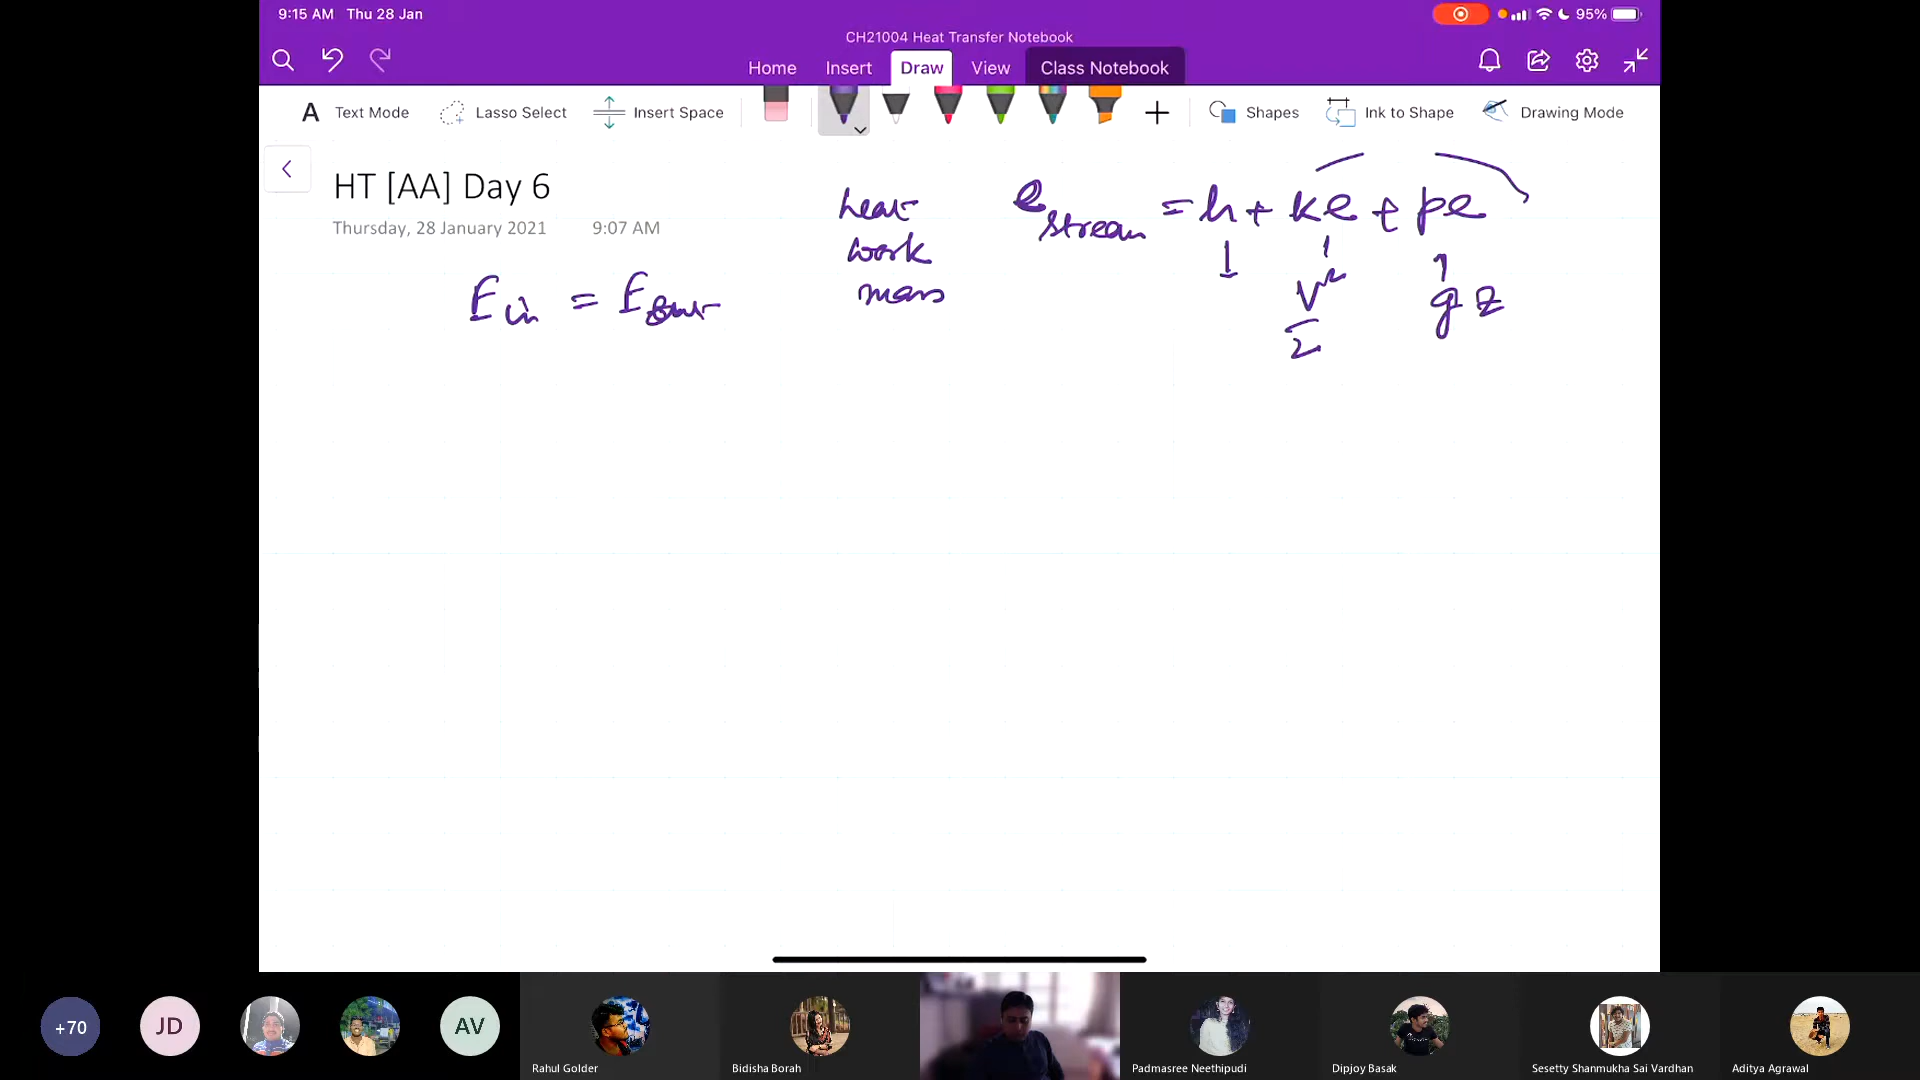 9:15 AM Thu 28 Jan
95%
CH21004 Heat Transfer Notebook
Home Insert Draw View Class Notebook
A Text Mode Lasso Select Insert Space Shapes Ink to Shape Drawing Mode
HT [AA] Day 6
Thursday, 28 January 2021 9:07 AM
E in = E out
heat
work
mass
e stream = h + ke + pe
V²
2
gz
+70 JD AV
Rahul Golder Bidisha Borah Padmasree Neethipudi Dipjoy Basak Sesetty Shanmukha Sai Vardhan Aditya Agrawal